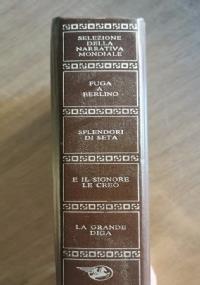 SELEZIONE
DELLA
NARRATIVA
MONDIALE
FUGA
A
BERLINO
SPLENDORI
DI SETA
E IL SIGNORE
LE CREÒ
LA GRANDE
DIGA